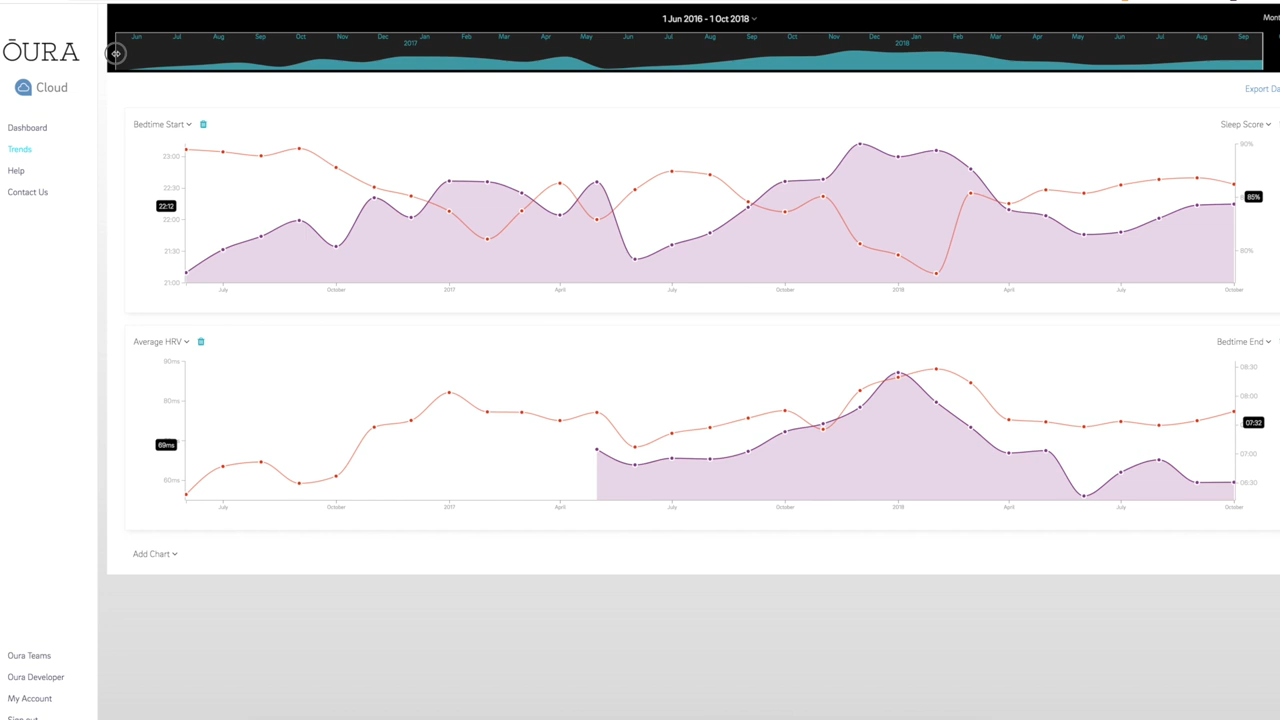 1 Jun 2016 - 1 Oct 2018
Mont
ŌURA
Cloud
Dashboard
Trends
Help
Contact Us
Jun Jul Aug Sep Oct Nov Dec Jan Feb Mar Apr May Jun Jul Aug Sep Oct Nov Dec Jan Feb Mar Apr May Jun Jul Aug Sep
2017 2018
Export Da
Bedtime Start
Sleep Score
23:00
22:30
22:12
22:00
21:30
21:00
90%
85%
80%
July October 2017 April July October 2018 April July October
Average HRV
Bedtime End
90ms
80ms
69ms
60ms
08:30
08:00
07:32
07:00
06:30
July October 2017 April July October 2018 April July October
Add Chart
Oura Teams
Oura Developer
My Account
Sign out